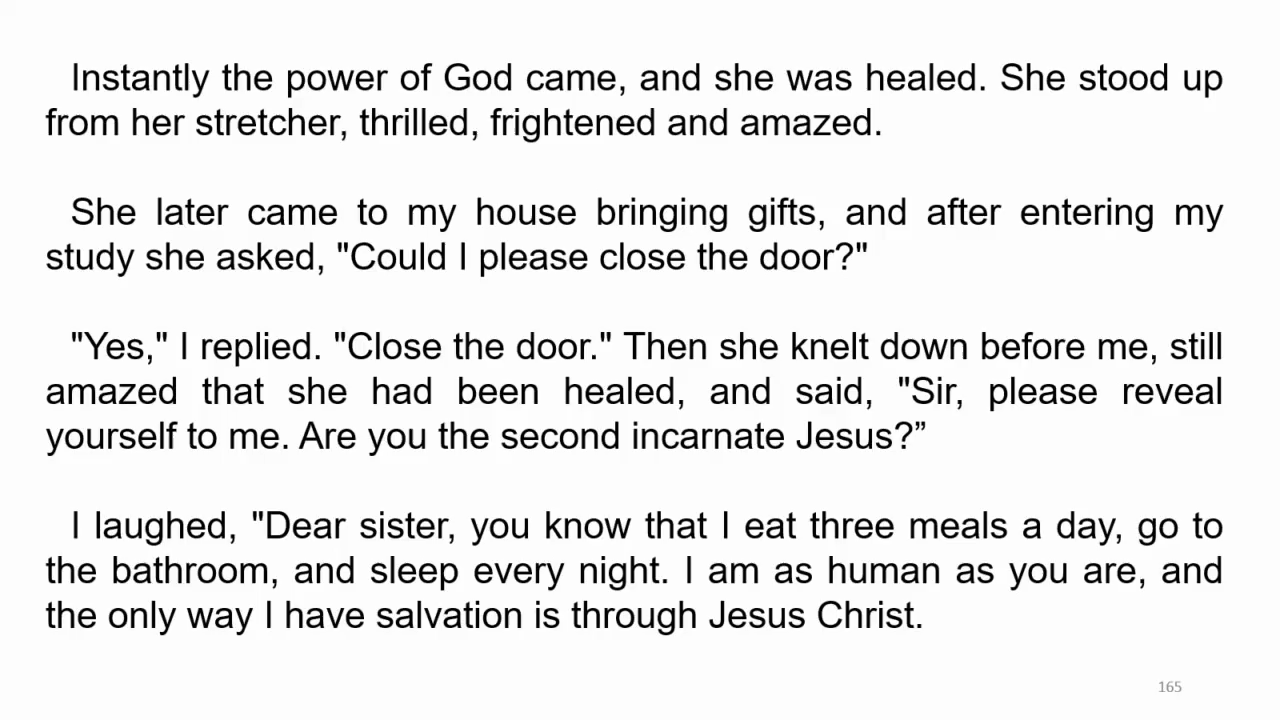 Instantly the power of God came, and she was healed. She stood up
from her stretcher, thrilled, frightened and amazed.
She later came to my house bringing gifts, and after entering my
study she asked, "Could I please close the door?"
"Yes," I replied. "Close the door." Then she knelt down before me, still
amazed that she had been healed, and said, "Sir, please reveal
yourself to me. Are you the second incarnate Jesus?”
I laughed, "Dear sister, you know that I eat three meals a day, go to
the bathroom, and sleep every night. I am as human as you are, and
the only way I have salvation is through Jesus Christ.
165